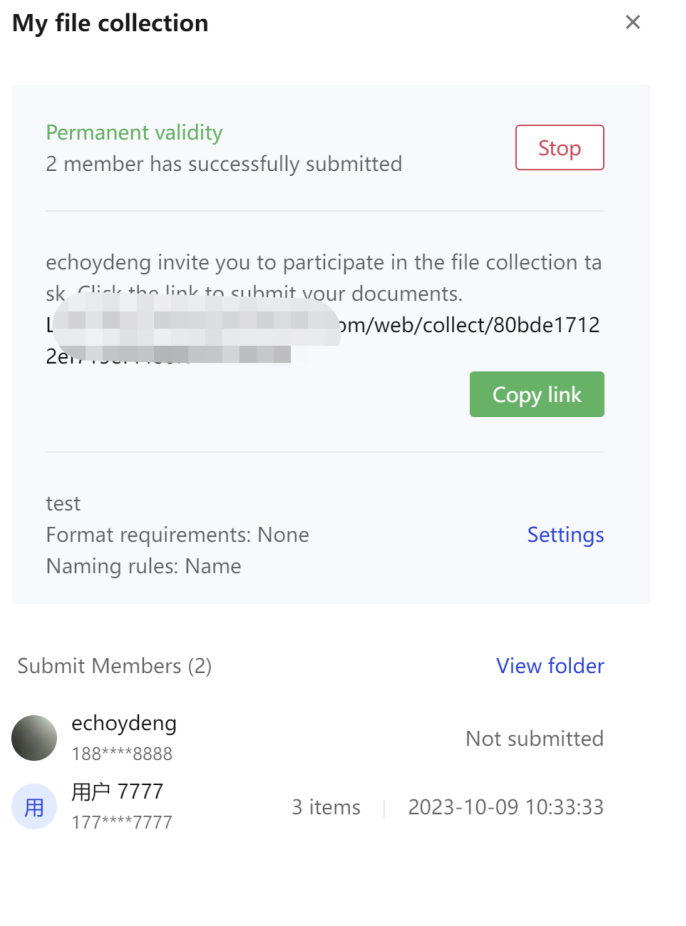 My file collection
Permanent validity
2 member has successfully submitted
Stop
echoydeng invite you to participate in the file collection ta
sk. Click the link to submit your documents.
om/web/collect/80bde1712
Copy link
test
Format requirements: None
Settings
Naming rules: Name
Submit Members (2)
View folder
echoydeng
188****8888
Not submitted
用
用户 7777
177****7777
3 items
2023-10-09 10:33:33